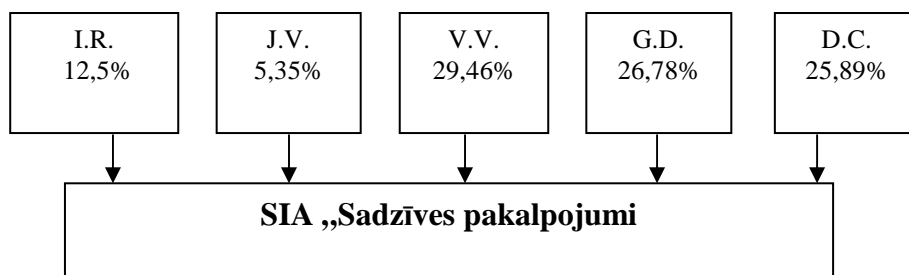 I.R.
12,5%
J.V.
5,35%
V.V.
29,46%
G.D.
26,78%
D.C.
25,89%
SIA „Sadzīves pakalpojumi